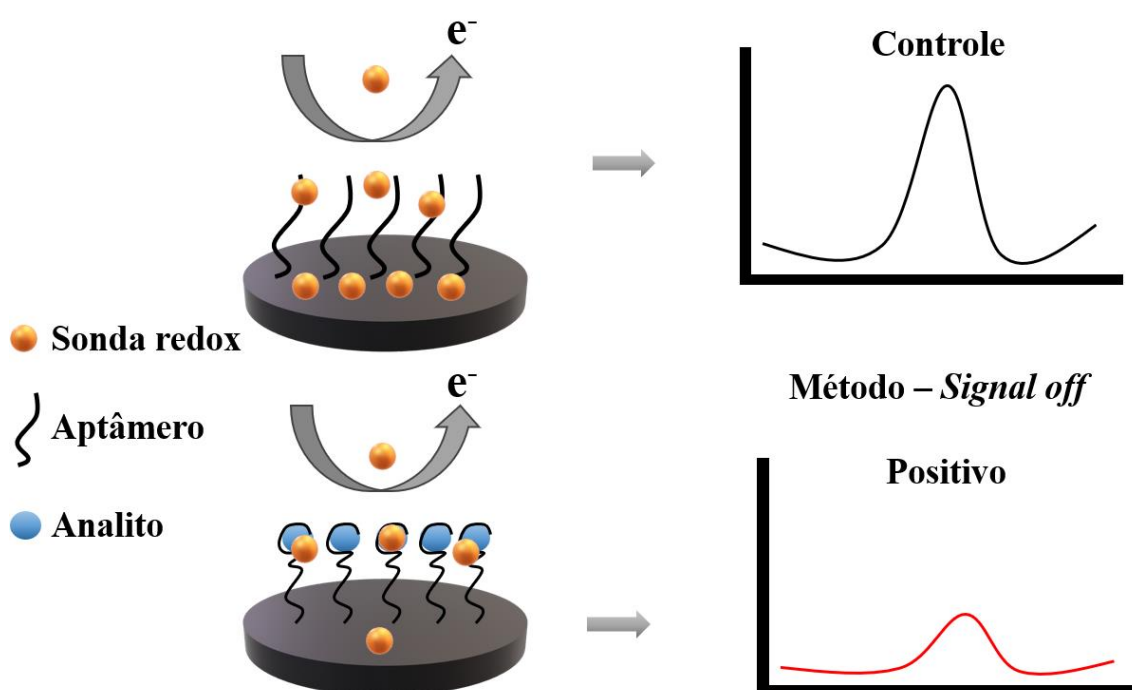 e⁻
Controle
Sonda redox
Aptâmero
Analito
e⁻
Método – Signal off
Positivo